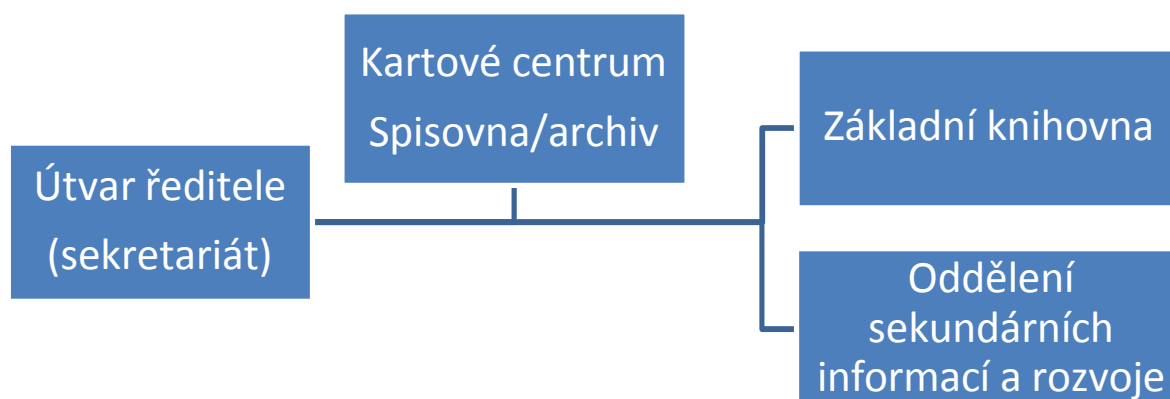 Kartové centrum
Spisovna/archiv
Útvar ředitele
(sekretariát)
Základní knihovna
Oddělení
sekundárních
informací a rozvoje